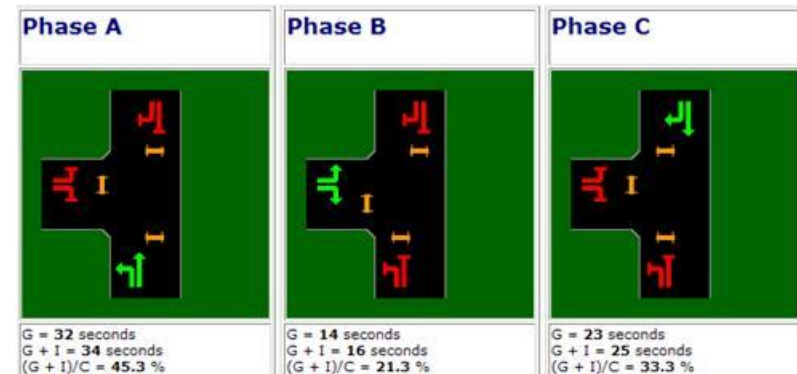 Phase A
G = 32 seconds
G + I = 34 seconds
(G + I)/C = 45.3 %
Phase B
G = 14 seconds
G + I = 16 seconds
(G + I)/C = 21.3 %
Phase C
G = 23 seconds
G + I = 25 seconds
(G + I)/C = 33.3 %